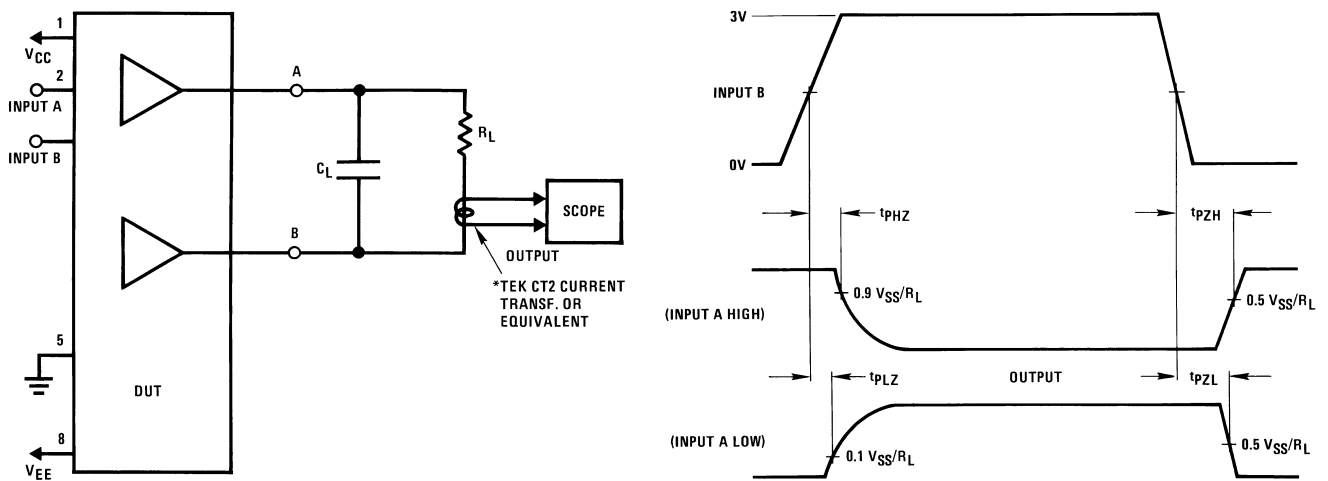 1
VCC
2
INPUT A
INPUT B
5
DUT
8
VEE
A
B
CL
RL
SCOPE
OUTPUT
*TEK CT2 CURRENT
TRANSF. OR
EQUIVALENT
3V
INPUT B
0V
tPHZ
tPZH
0.9 VSS/RL
0.5 VSS/RL
(INPUT A HIGH)
tPLZ
OUTPUT
tPZL
(INPUT A LOW)
0.1 VSS/RL
0.5 VSS/RL